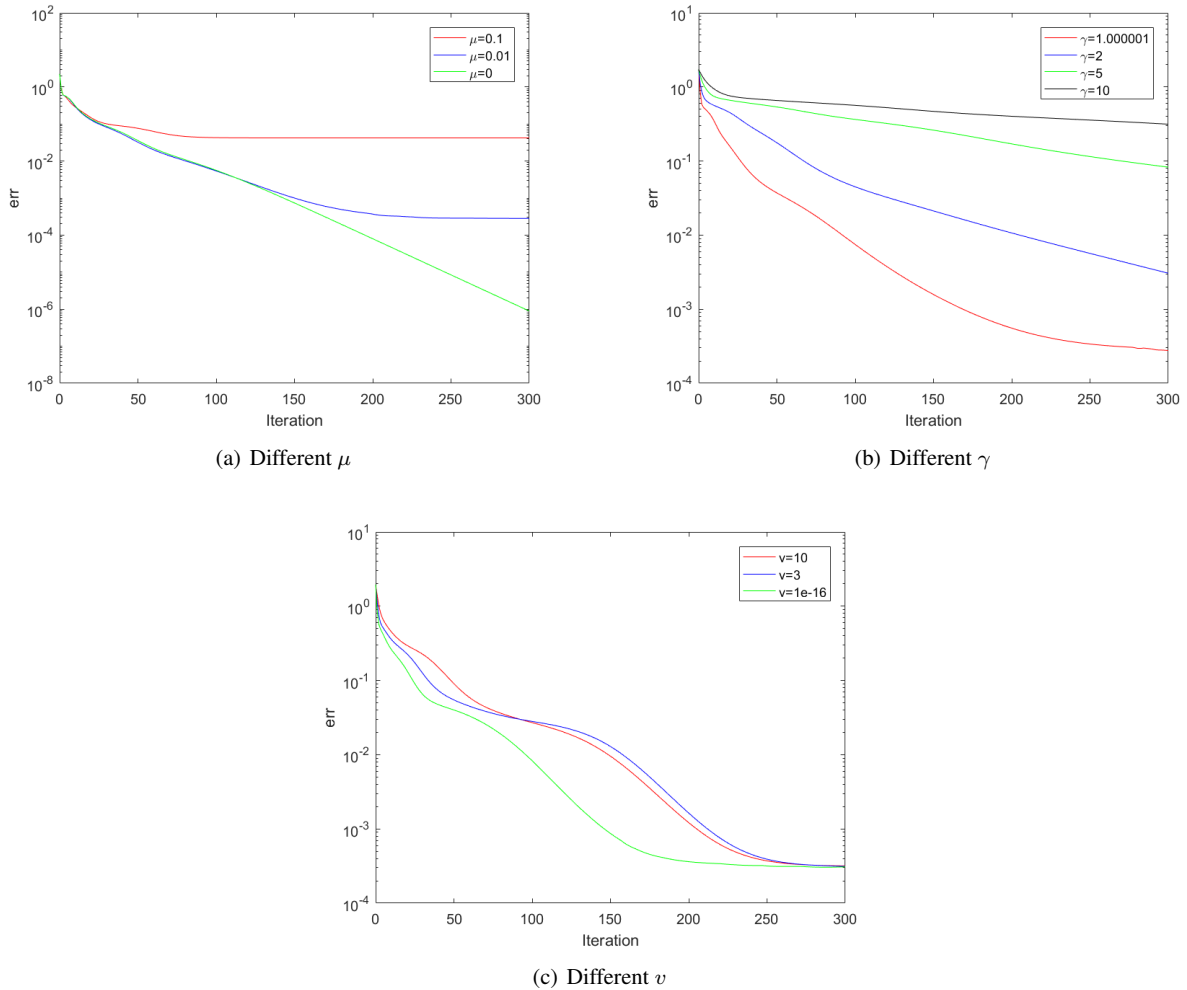 10^2
10^0
10^-2
10^-4
10^-6
10^-8
err
0 50 100 150 200 250 300
Iteration
μ=0.1
μ=0.01
μ=0
(a) Different μ
10^1
10^0
10^-1
10^-2
10^-3
10^-4
err
0 50 100 150 200 250 300
Iteration
γ=1.000001
γ=2
γ=5
γ=10
(b) Different γ
10^1
10^0
10^-1
10^-2
10^-3
10^-4
err
0 50 100 150 200 250 300
Iteration
v=10
v=3
v=1e-16
(c) Different v